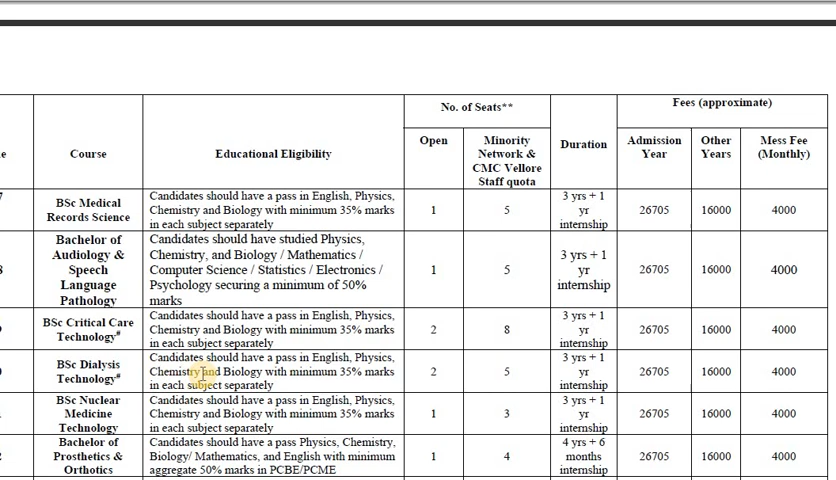 No. of Seats**
Fees (approximate)
e
Course
Educational Eligibility
Open
Minority
Network &
CMC Vellore
Staff quota
Duration
Admission
Year
Other
Years
Mess Fee
(Monthly)
7
BSc Medical
Records Science
Candidates should have a pass in English, Physics,
Chemistry and Biology with minimum 35% marks
in each subject separately
1
5
3 yrs + 1
yr
internship
26705
16000
4000
8
Bachelor of
Audiology &
Speech
Language
Pathology
Candidates should have studied Physics,
Chemistry, and Biology / Mathematics /
Computer Science / Statistics / Electronics /
Psychology securing a minimum of 50%
marks
1
5
3 yrs + 1
yr
internship
26705
16000
4000
9
BSc Critical Care
Technology#
Candidates should have a pass in English, Physics,
Chemistry and Biology with minimum 35% marks
in each subject separately
2
8
3 yrs + 1
yr
internship
26705
16000
4000
0
BSc Dialysis
Technology#
Candidates should have a pass in English, Physics,
Chemistry and Biology with minimum 35% marks
in each subject separately
2
5
3 yrs + 1
yr
internship
26705
16000
4000
BSc Nuclear
Medicine
Technology
Candidates should have a pass in English, Physics,
Chemistry and Biology with minimum 35% marks
in each subject separately
1
3
3 yrs + 1
yr
internship
26705
16000
4000
2
Bachelor of
Prosthetics &
Orthotics
Candidates should have a pass Physics, Chemistry,
Biology/ Mathematics, and English with minimum
aggregate 50% marks in PCBE/PCME
1
4
4 yrs + 6
months
internship
26705
16000
4000